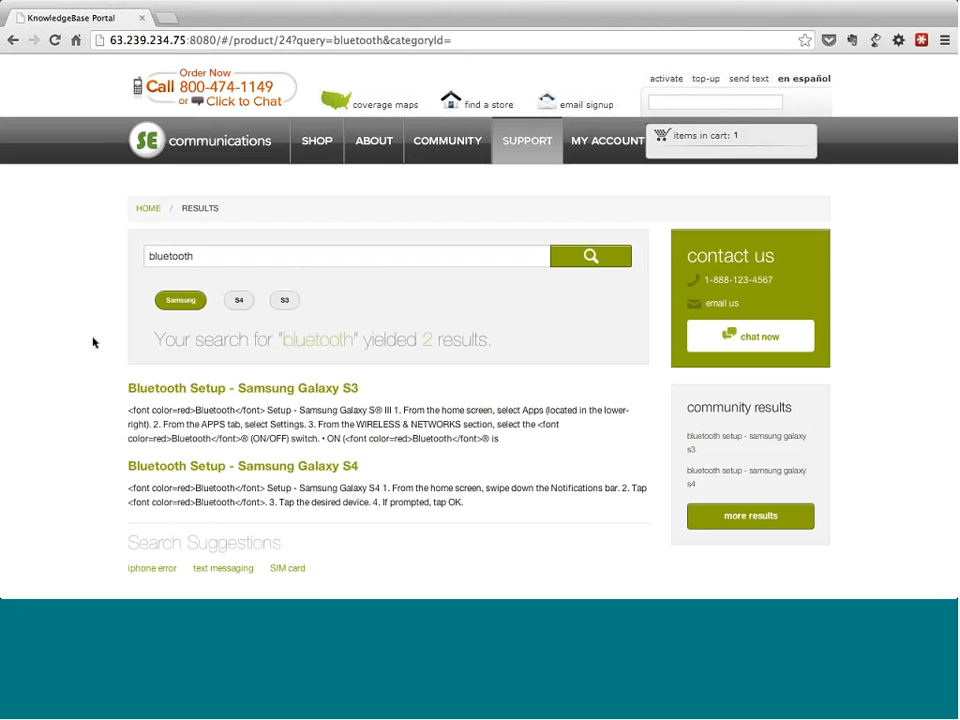 KnowledgeBase Portal
63.239.234.75:8080/#/product/24?query=bluetooth&categoryId=
Order Now
Call 800-474-1149
or Click to Chat
coverage maps
find a store
email signup
activate top-up send text en español
SE communications
SHOP
ABOUT
COMMUNITY
SUPPORT
MY ACCOUNT
items in cart: 1
HOME / RESULTS
bluetooth
Samsung
S4
S3
Your search for "bluetooth" yielded 2 results.
Bluetooth Setup - Samsung Galaxy S3
<font color=red>Bluetooth</font> Setup - Samsung Galaxy S® III 1. From the home screen, select Apps (located in the lower-
right). 2. From the APPS tab, select Settings. 3. From the WIRELESS & NETWORKS section, select the <font
color=red>Bluetooth</font>® (ON/OFF) switch. • ON (<font color=red>Bluetooth</font>® is
Bluetooth Setup - Samsung Galaxy S4
<font color=red>Bluetooth</font> Setup - Samsung Galaxy S4 1. From the home screen, swipe down the Notifications bar. 2. Tap
<font color=red>Bluetooth</font>. 3. Tap the desired device. 4. If prompted, tap OK.
Search Suggestions
iphone error text messaging SIM card
contact us
1-888-123-4567
email us
chat now
community results
bluetooth setup - samsung galaxy
s3
bluetooth setup - samsung galaxy
s4
more results